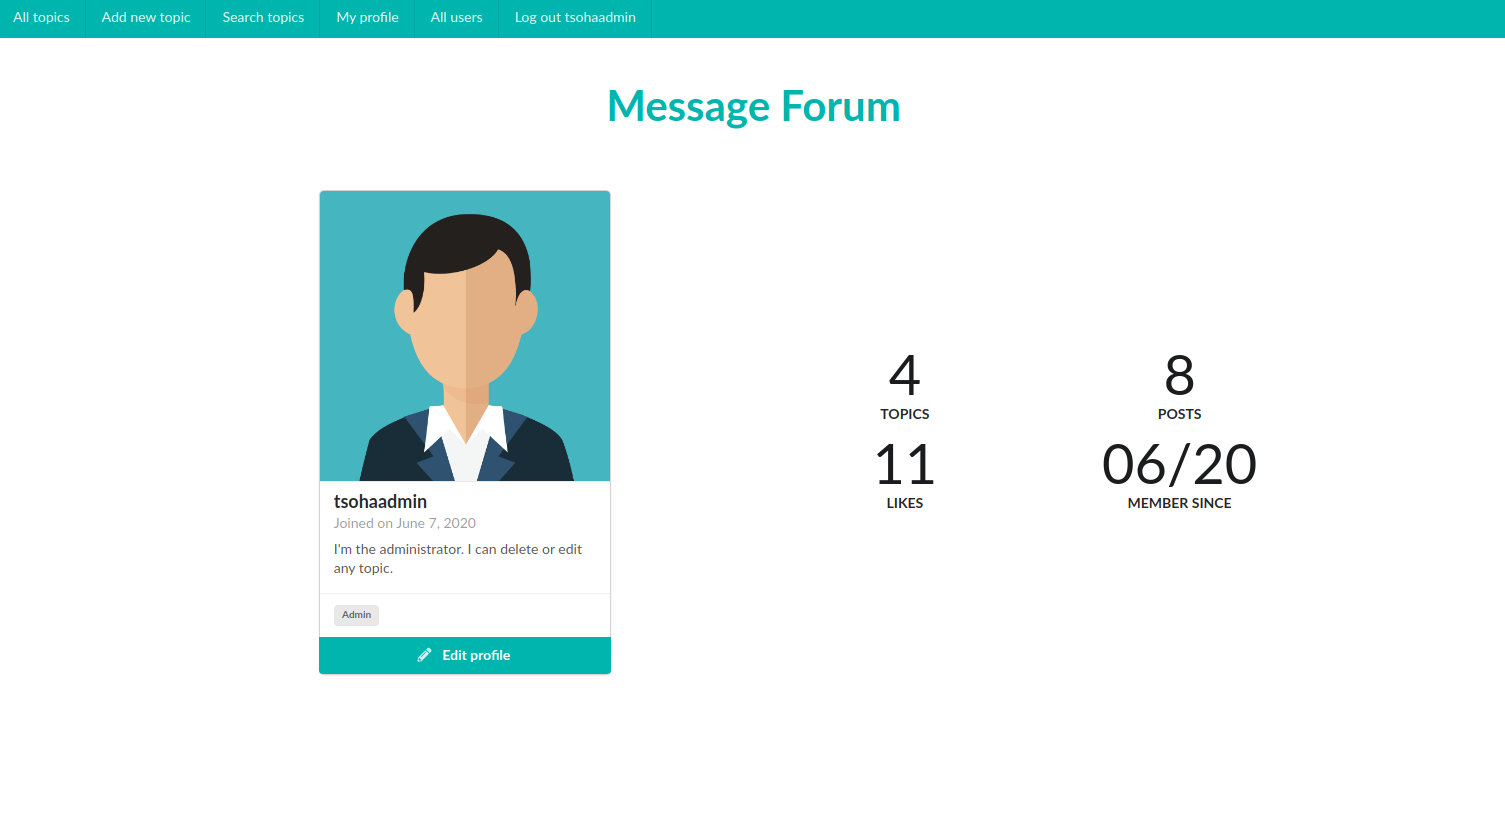 All topics
Add new topic
Search topics
My profile
All users
Log out tsohaadmin
Message Forum
tsohaadmin
Joined on June 7, 2020
I'm the administrator. I can delete or edit
any topic.
Admin
Edit profile
4
TOPICS
8
POSTS
11
LIKES
06/20
MEMBER SINCE